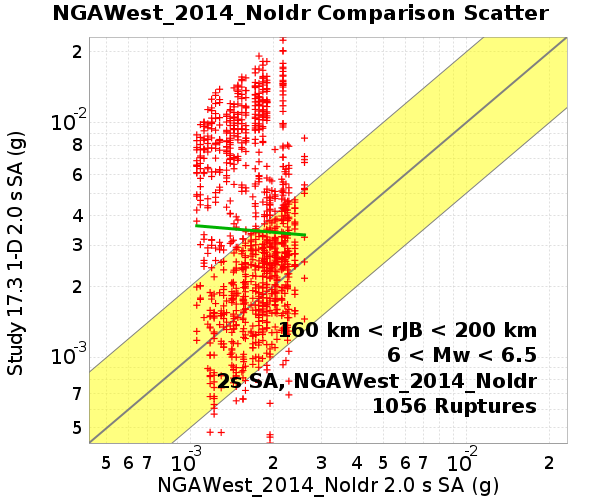 NGAWest_2014_NoIdr Comparison Scatter
Study 17.3 1-D 2.0 s SA (g)
2
10^-2
8
6
4
3
2
10^-3
7
5
160 km < rJB < 200 km
6 < Mw < 6.5
2s SA, NGAWest_2014_NoIdr
1056 Ruptures
5 6 7 10^-3 2 3 4 5 6 7 10^-2 2
NGAWest_2014_NoIdr 2.0 s SA (g)